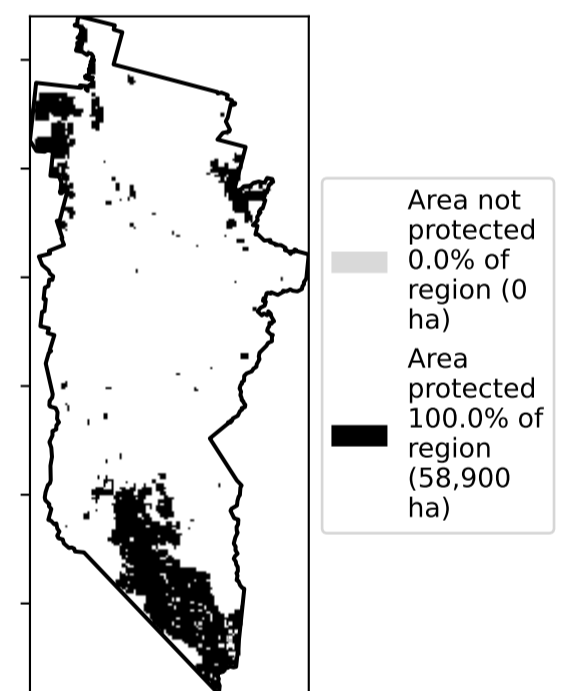 Area not
protected
0.0% of
region (0
ha)
Area
protected
100.0% of
region
(58,900
ha)